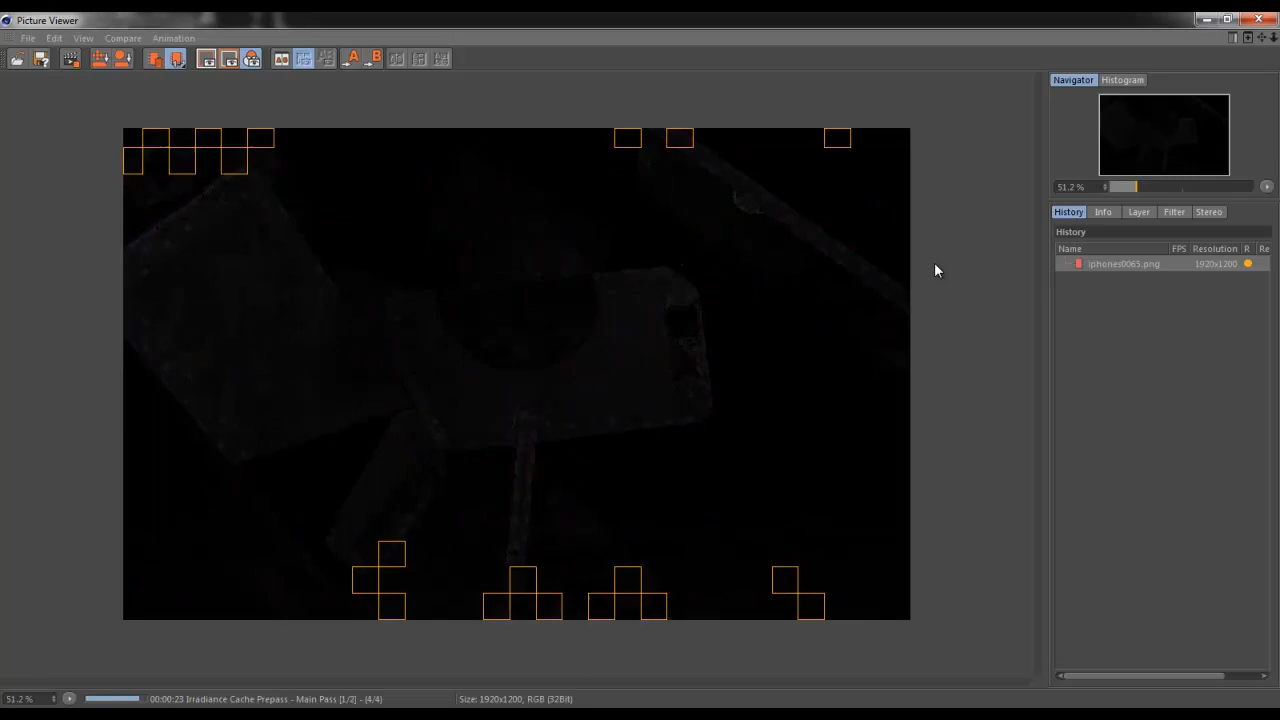 Picture Viewer
File Edit View Compare Animation
A B
Navigator Histogram
51.2 %
History Info Layer Filter Stereo
History
Name FPS Resolution R Re
iphones0065.png 1920x1200
51.2 % 00:00:23 Irradiance Cache Prepass - Main Pass [1/2] - (4/4) Size: 1920x1200, RGB (32Bit)